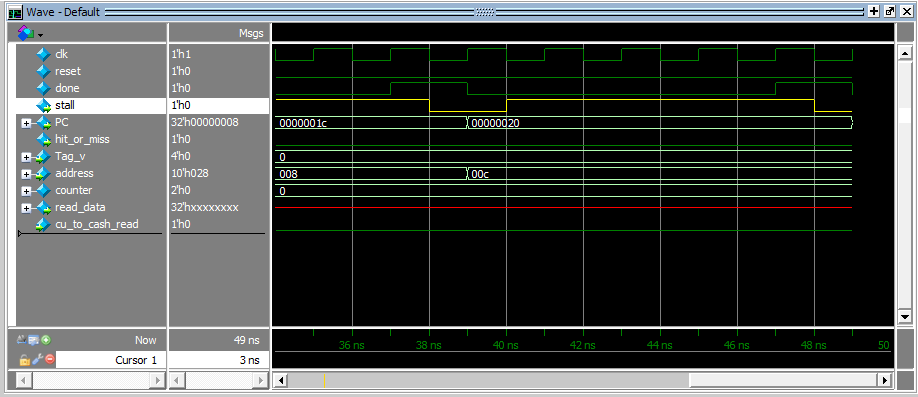 Wave - Default
Msgs
clk 1'h1
reset 1'h0
done 1'h0
stall 1'h0
PC 32'h00000008 0000001c 00000020
hit_or_miss 1'h0
Tag_v 4'h0 0
address 10'h028 008 00c
counter 2'h0 0
read_data 32'hxxxxxxxx
cu_to_cash_read 1'h0
Now 49 ns 36 ns 38 ns 40 ns 42 ns 44 ns 46 ns 48 ns 50
Cursor 1 3 ns